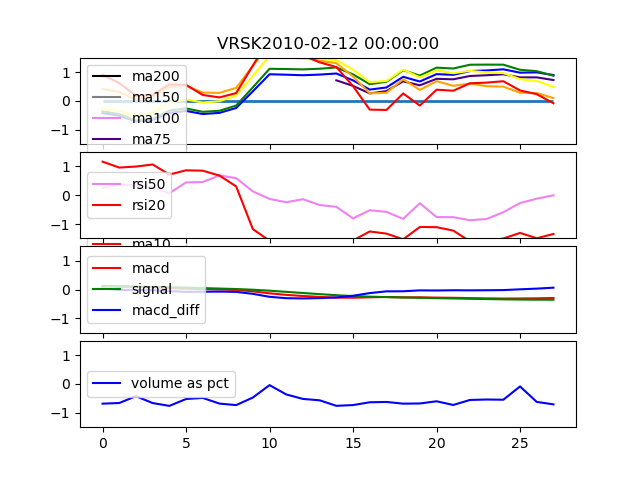 VRSK2010-02-12 00:00:00
1
0
−1
ma200
ma150
ma100
ma75
1
0
−1
rsi50
rsi20
ma10
1
0
−1
macd
signal
macd_diff
1
0
−1
volume as pct
0 5 10 15 20 25